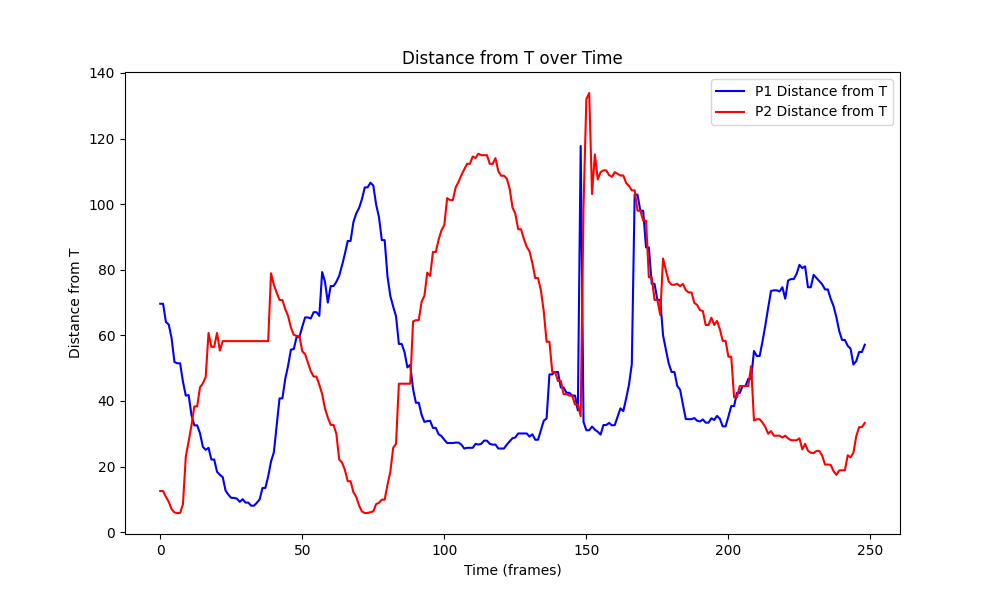 Distance from T over Time
P1 Distance from T
P2 Distance from T
Distance from T
140
120
100
80
60
40
20
0
0 50 100 150 200 250
Time (frames)